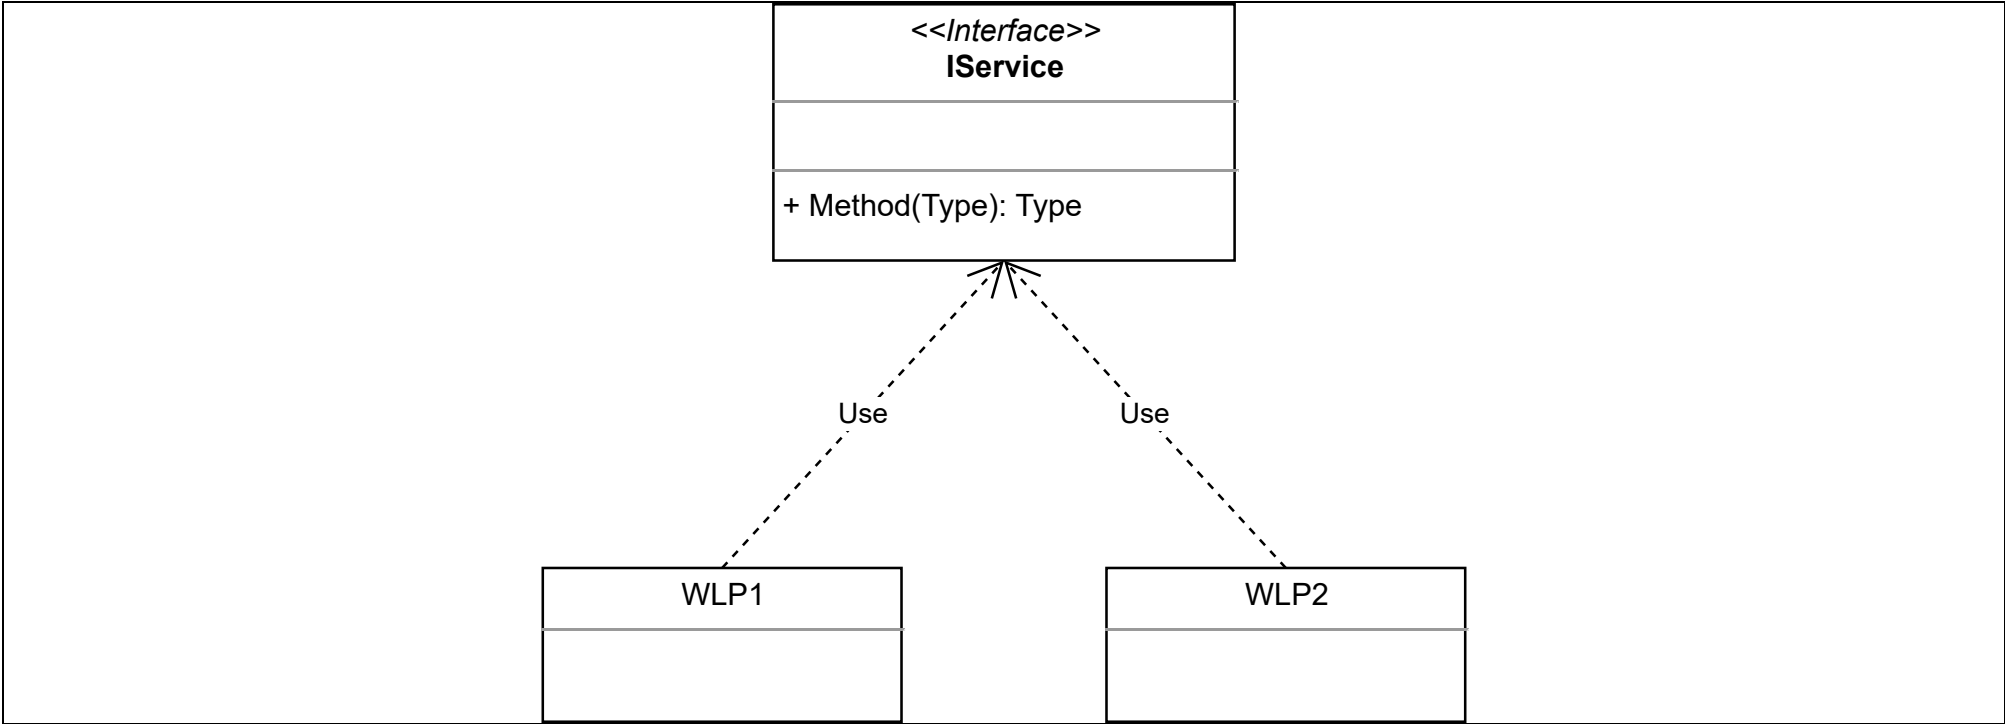 <<Interface>>
IService
+ Method(Type): Type
Use
Use
WLP1
WLP2